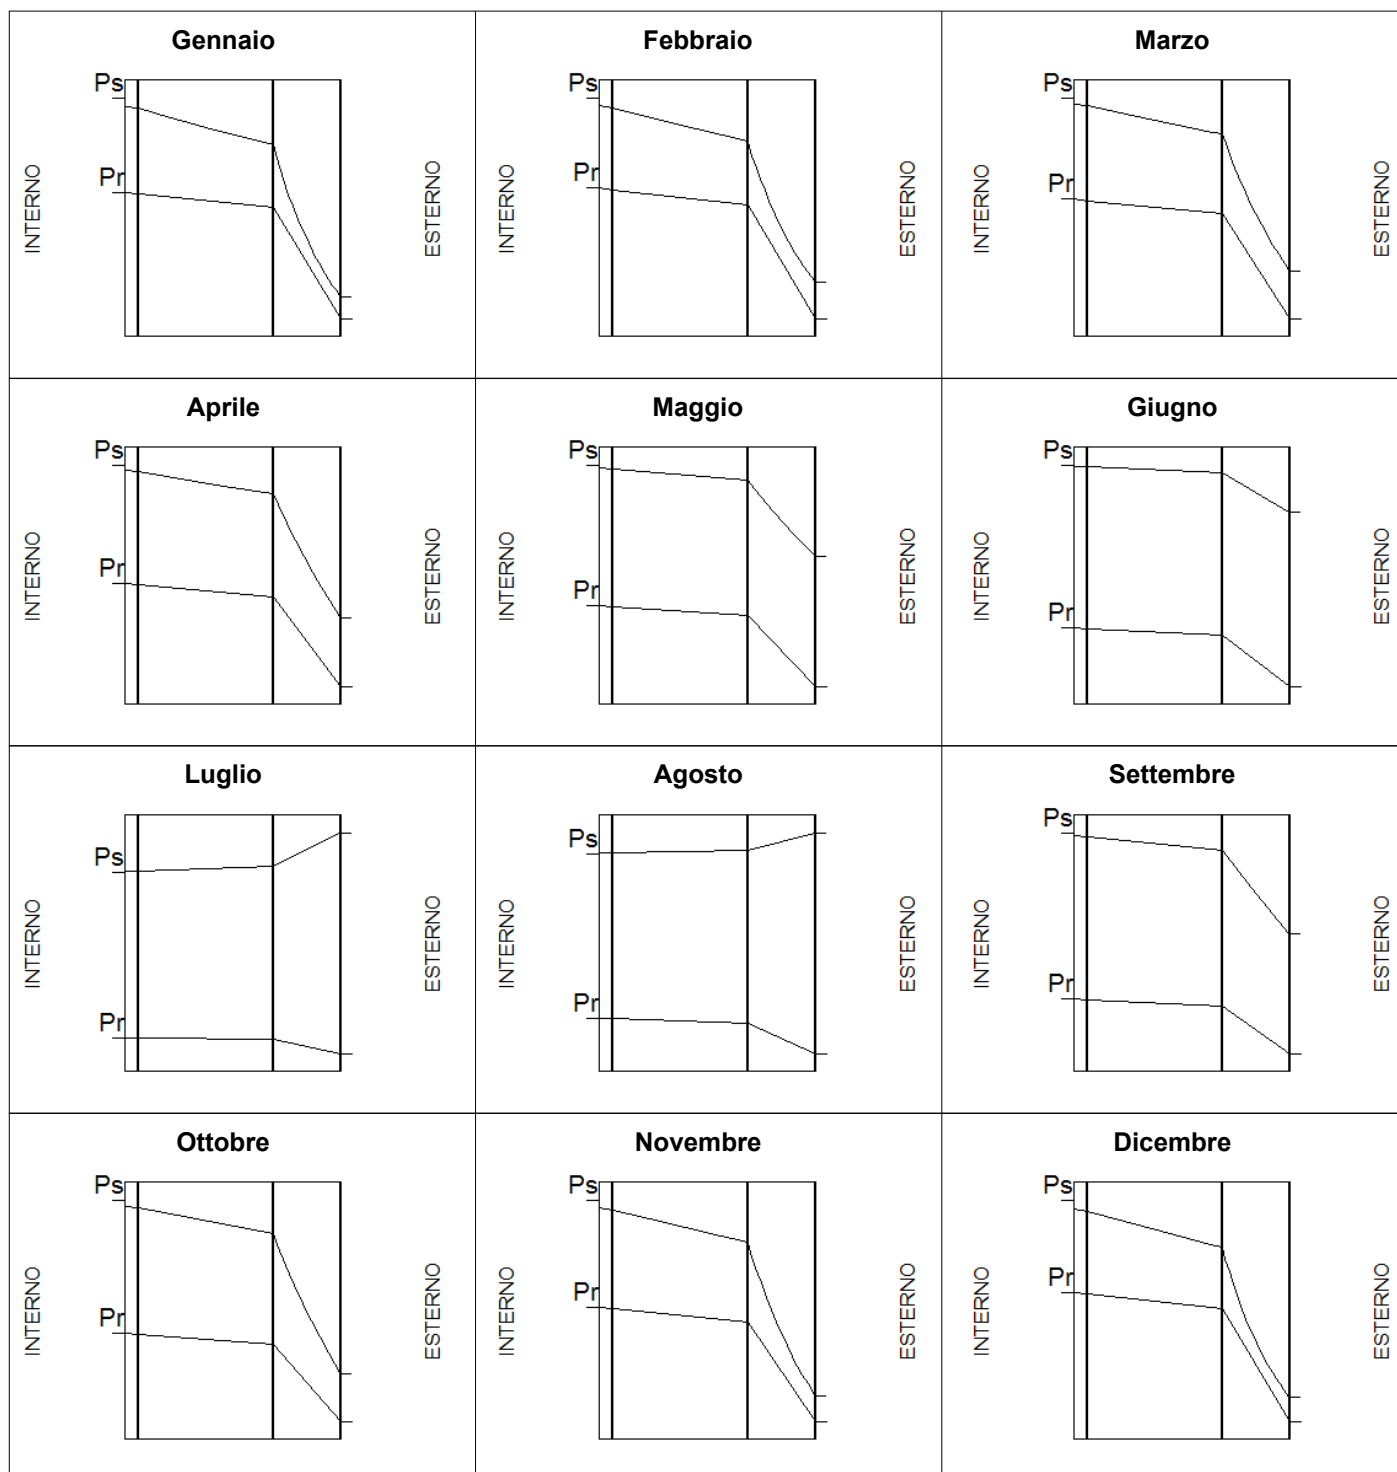 Gennaio
Ps
Pr
INTERNO
ESTERNO
Febbraio
Ps
Pr
INTERNO
ESTERNO
Marzo
Ps
Pr
INTERNO
ESTERNO
Aprile
Ps
Pr
INTERNO
ESTERNO
Maggio
Ps
Pr
INTERNO
ESTERNO
Giugno
Ps
Pr
INTERNO
ESTERNO
Luglio
Ps
Pr
INTERNO
ESTERNO
Agosto
Ps
Pr
INTERNO
ESTERNO
Settembre
Ps
Pr
INTERNO
ESTERNO
Ottobre
Ps
Pr
INTERNO
ESTERNO
Novembre
Ps
Pr
INTERNO
ESTERNO
Dicembre
Ps
Pr
INTERNO
ESTERNO